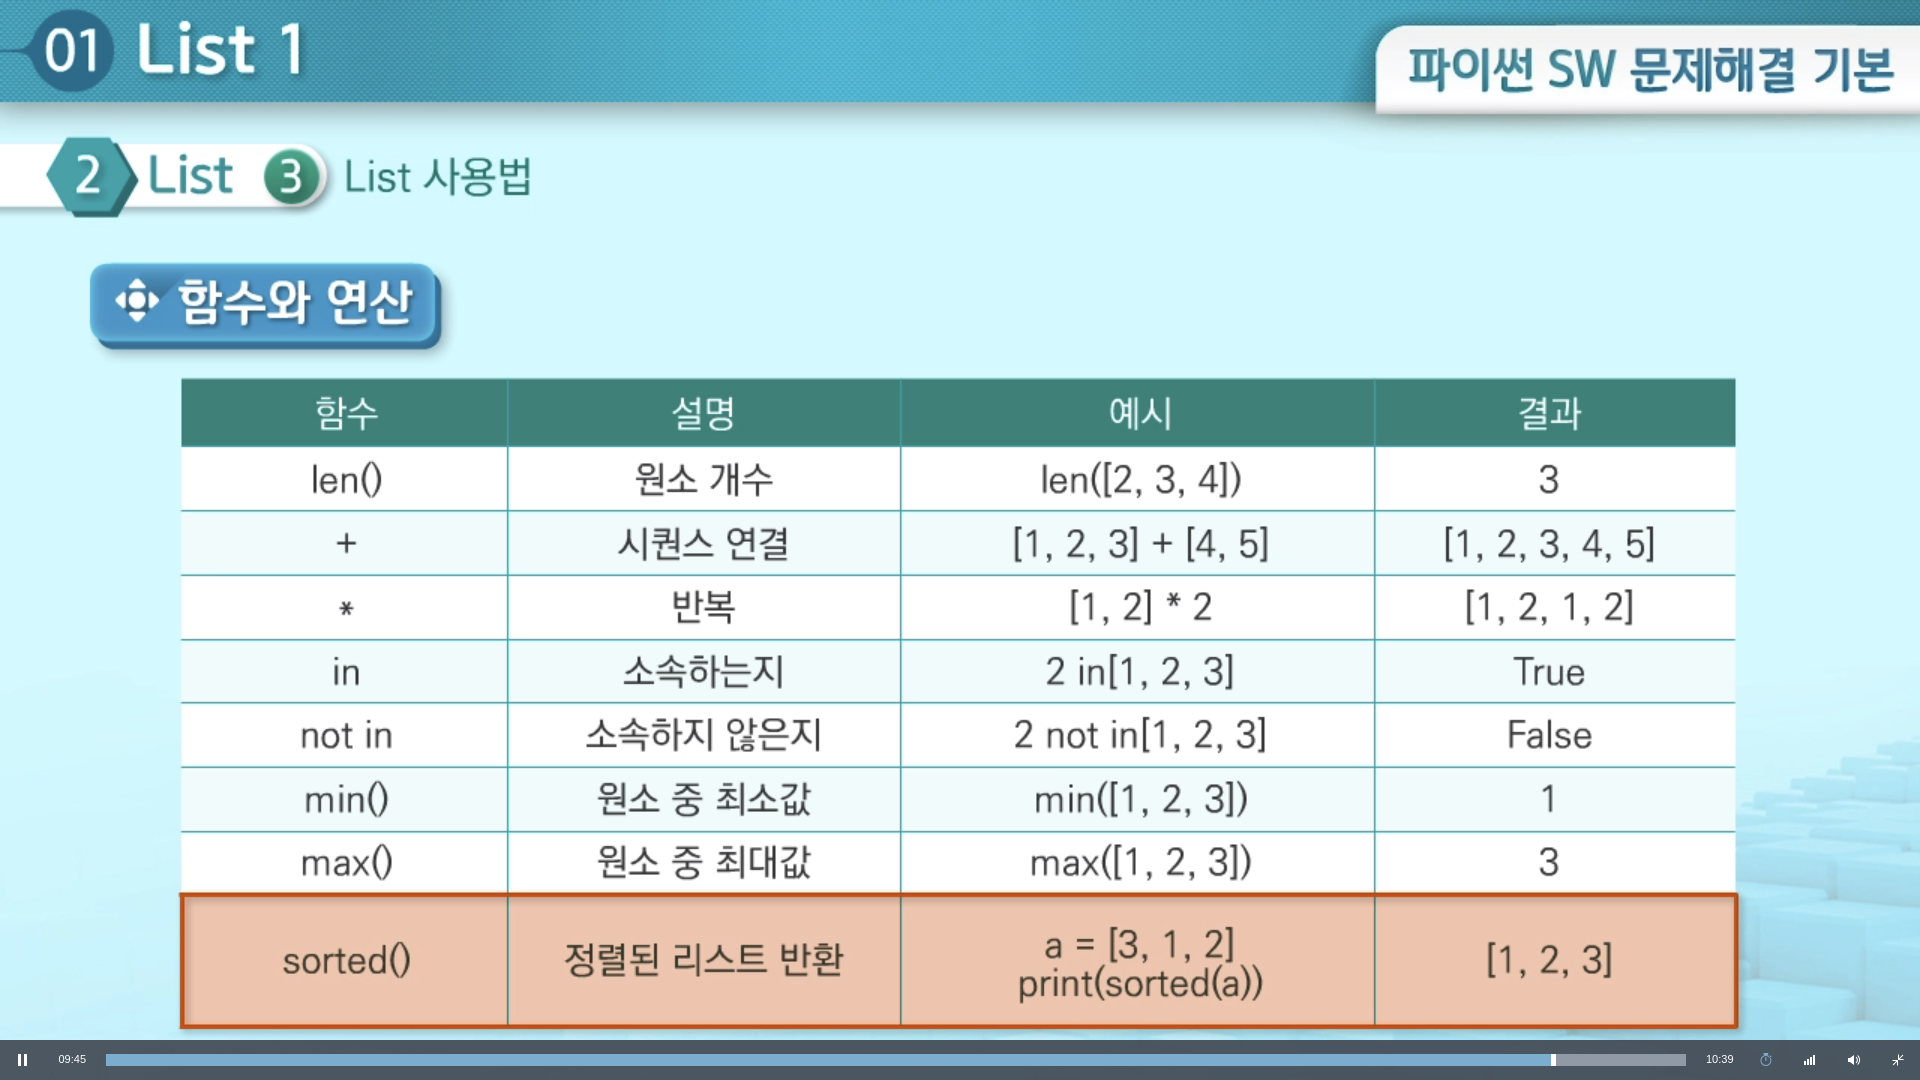 01 List 1
파이썬 SW 문제해결 기본
2 List 3 List 사용법
함수와 연산
함수 설명 예시 결과
len() 원소 개수 len([2, 3, 4]) 3
+ 시퀀스 연결 [1, 2, 3] + [4, 5] [1, 2, 3, 4, 5]
* 반복 [1, 2] * 2 [1, 2, 1, 2]
in 소속하는지 2 in[1, 2, 3] True
not in 소속하지 않은지 2 not in[1, 2, 3] False
min() 원소 중 최소값 min([1, 2, 3]) 1
max() 원소 중 최대값 max([1, 2, 3]) 3
sorted() 정렬된 리스트 반환 a = [3, 1, 2]
print(sorted(a)) [1, 2, 3]
09:45 10:39